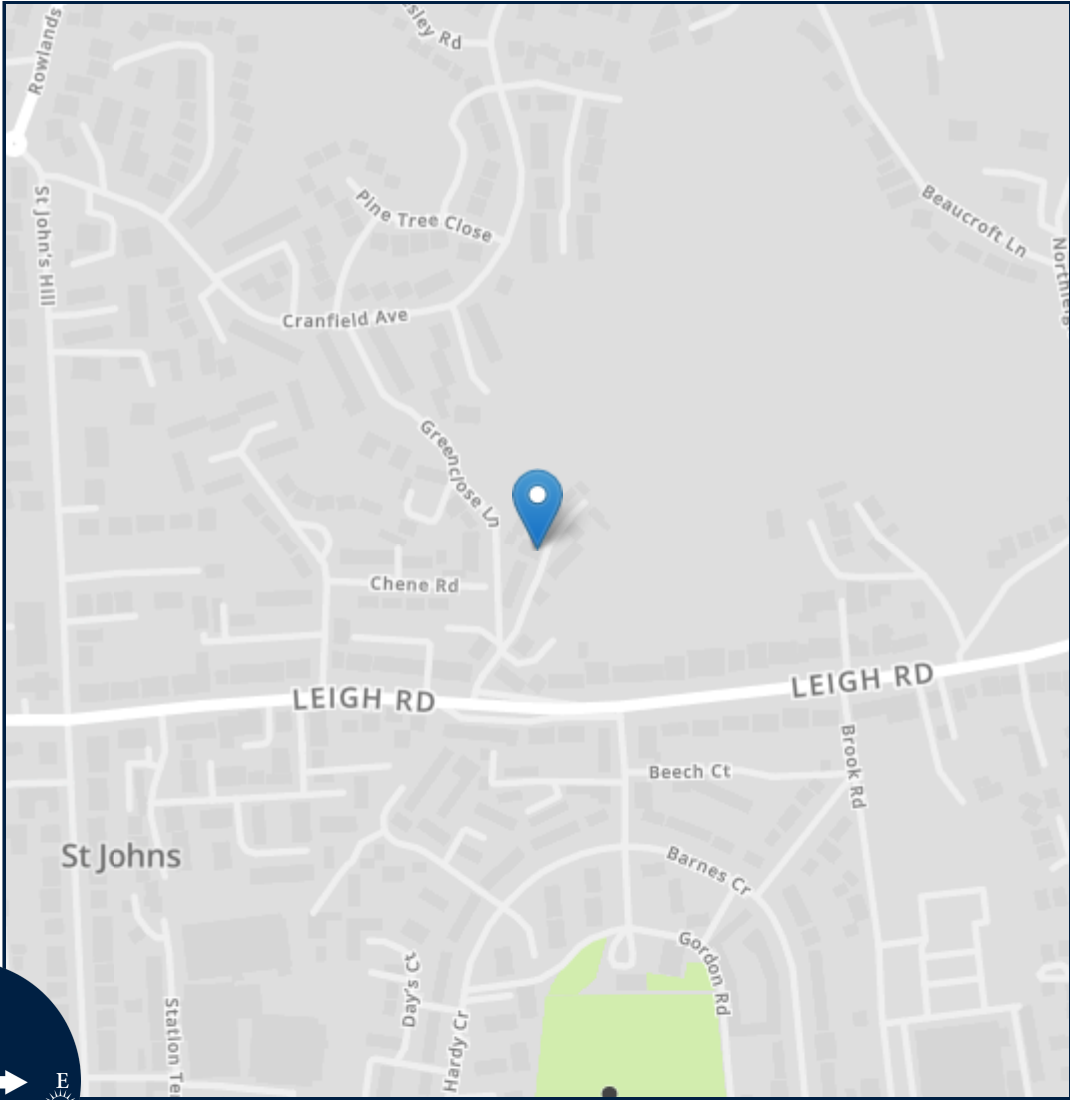 Rowlands
sley Rd
St John's Hill
Pine Tree Close
Beaucroft Ln
Cranfield Ave
Greenclose Ln
Chene Rd
LEIGH RD
LEIGH RD
Brook Rd
Beech Ct
St Johns
Barnes Cr
Gordon Rd
Day's Ct
Hardy Cr
Station Te
E